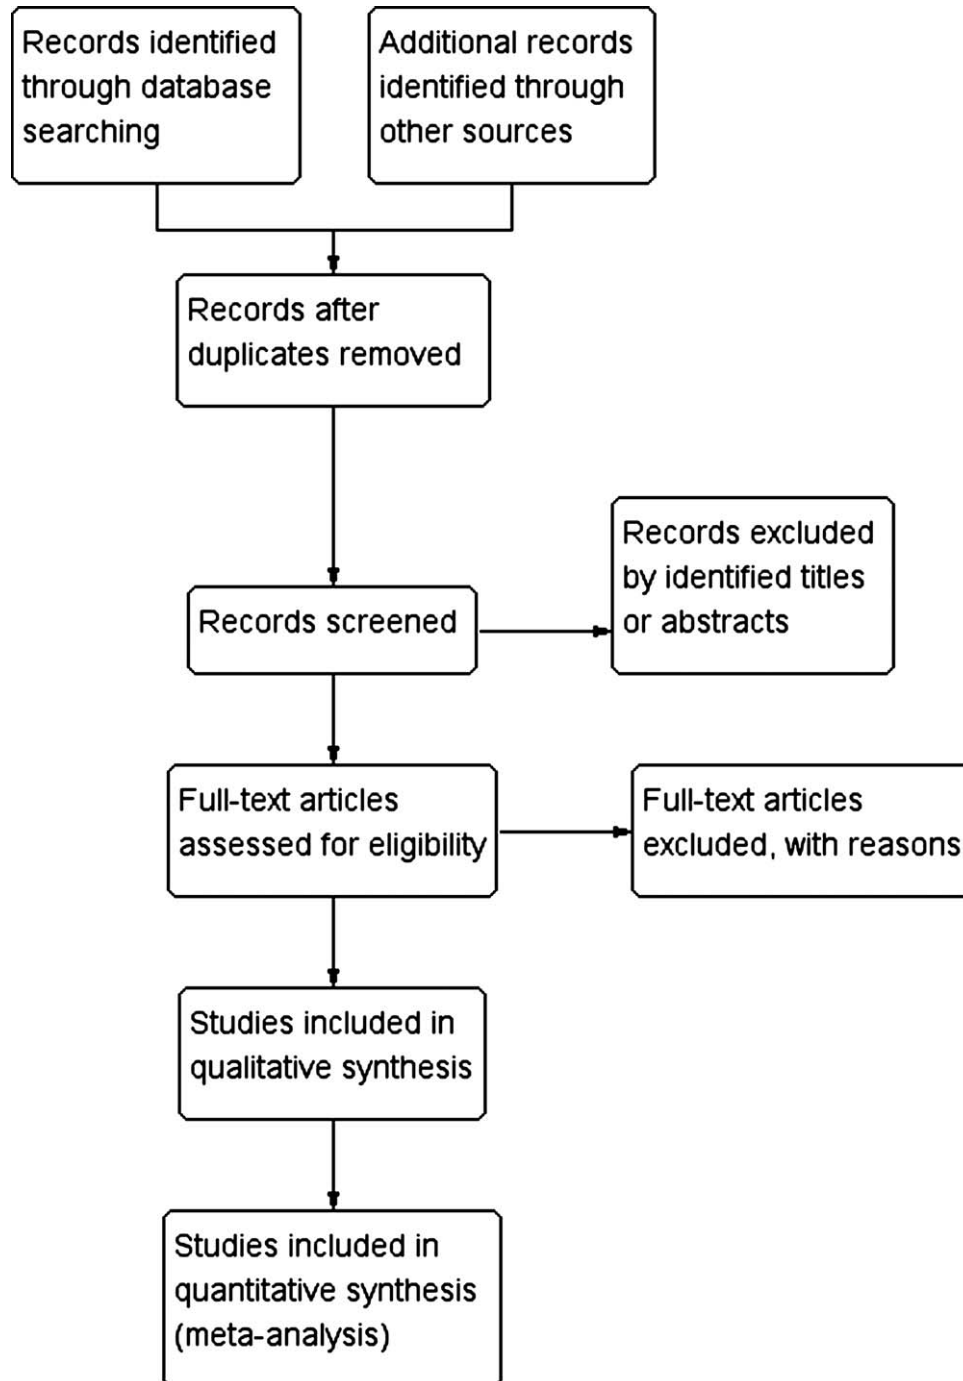 Records identified
through database
searching
Additional records
identified through
other sources
Records after
duplicates removed
Records excluded
by identified titles
or abstracts
Records screened
Full-text articles
assessed for eligibility
Full-text articles
excluded, with reasons
Studies included in
qualitative synthesis
Studies included in
quantitative synthesis
(meta-analysis)